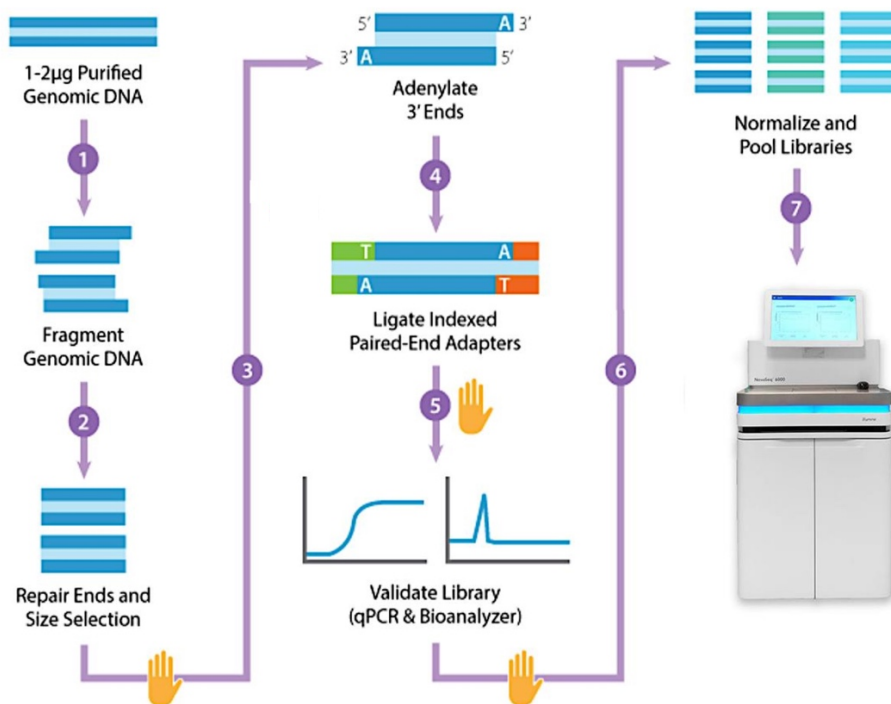 1-2µg Purified
Genomic DNA
1
Fragment
Genomic DNA
2
Repair Ends and
Size Selection
3
5′ A 3′
3′ A 5′
Adenylate
3′ Ends
4
T A
A T
Ligate Indexed
Paired-End Adapters
5
Validate Library
(qPCR & Bioanalyzer)
6
Normalize and
Pool Libraries
7